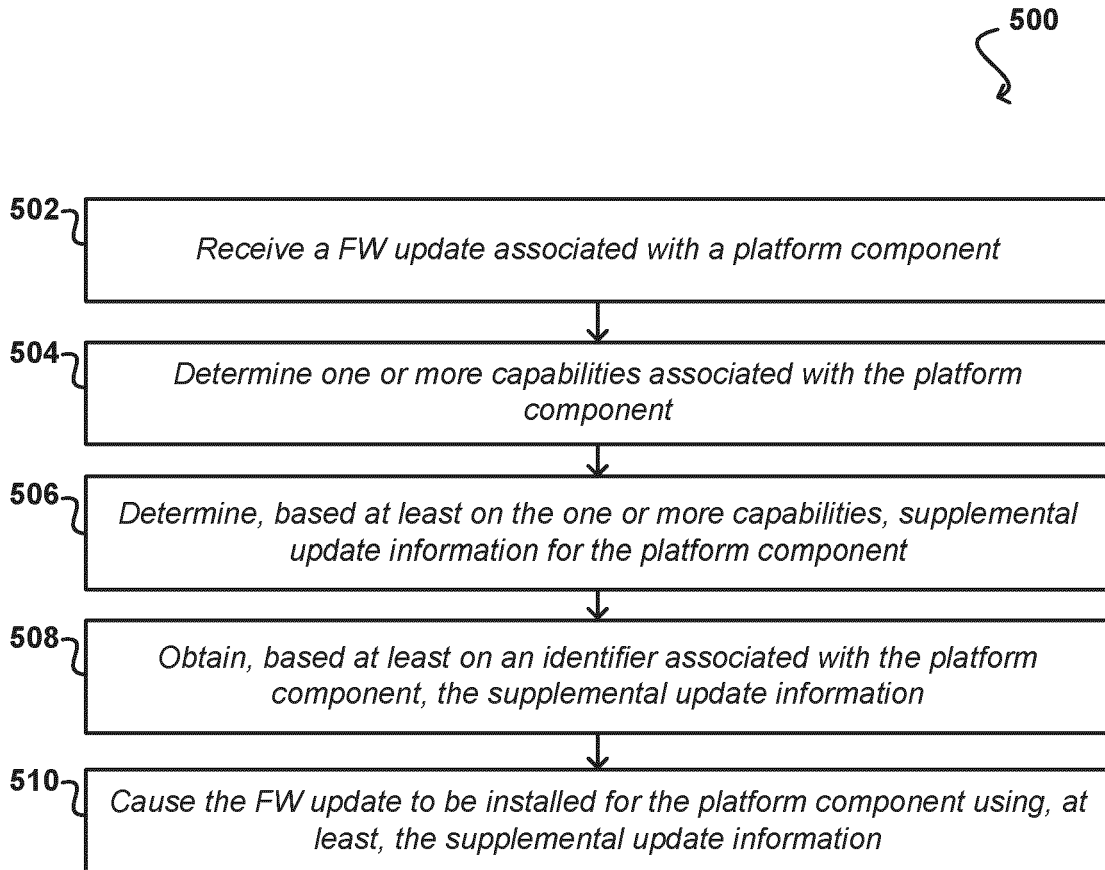 500
502
Receive a FW update associated with a platform component
504
Determine one or more capabilities associated with the platform
component
506
Determine, based at least on the one or more capabilities, supplemental
update information for the platform component
508
Obtain, based at least on an identifier associated with the platform
component, the supplemental update information
510
Cause the FW update to be installed for the platform component using, at
least, the supplemental update information